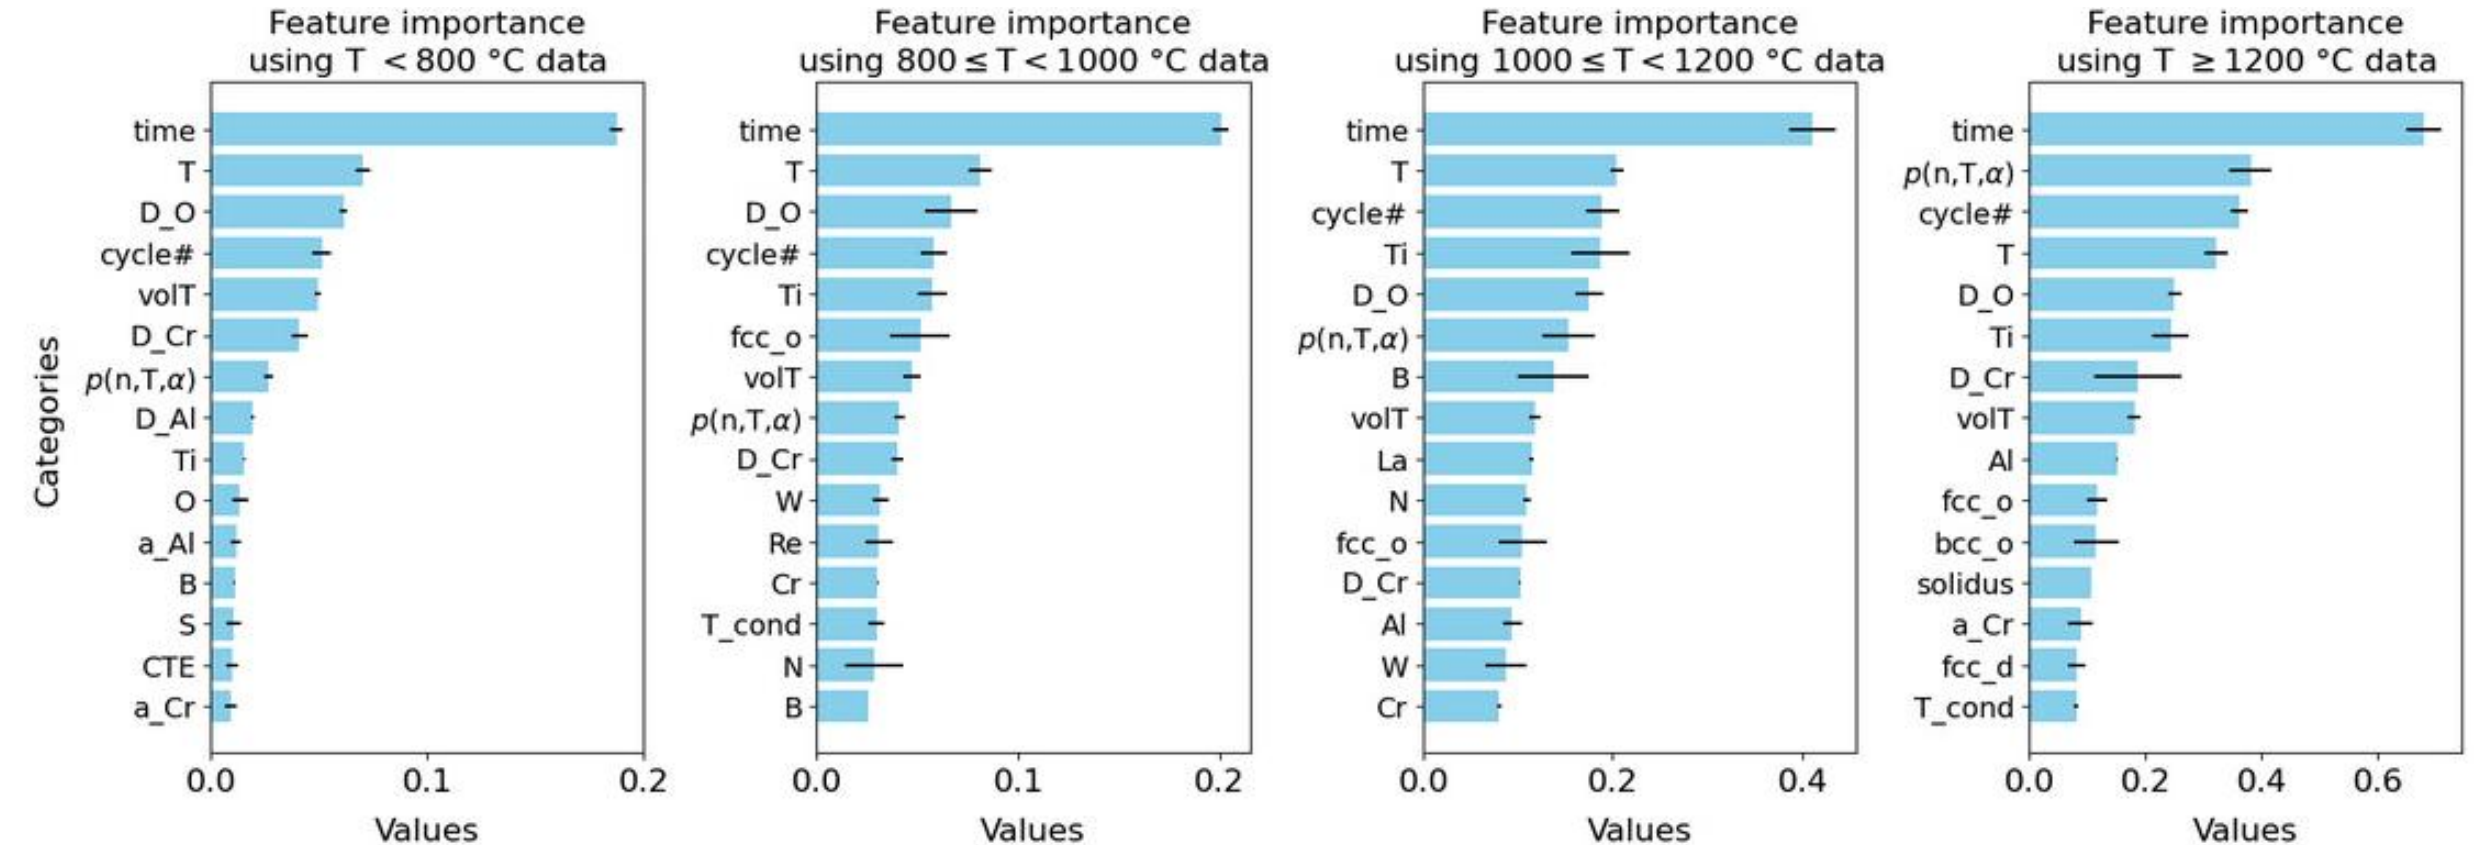 Feature importance
using T < 800 °C data
Categories
time
T
D_O
cycle#
volT
D_Cr
p(n,T,α)
D_Al
Ti
O
a_Al
B
S
CTE
a_Cr
0.0 0.1 0.2
Values
Feature importance
using 800 ≤ T < 1000 °C data
time
T
D_O
cycle#
Ti
fcc_o
volT
p(n,T,α)
D_Cr
W
Re
Cr
T_cond
N
B
0.0 0.1 0.2
Values
Feature importance
using 1000 ≤ T < 1200 °C data
time
T
cycle#
Ti
D_O
p(n,T,α)
B
volT
La
N
fcc_o
D_Cr
Al
W
Cr
0.0 0.2 0.4
Values
Feature importance
using T ≥ 1200 °C data
time
p(n,T,α)
cycle#
T
D_O
Ti
D_Cr
volT
Al
fcc_o
bcc_o
solidus
a_Cr
fcc_d
T_cond
0.0 0.2 0.4 0.6
Values